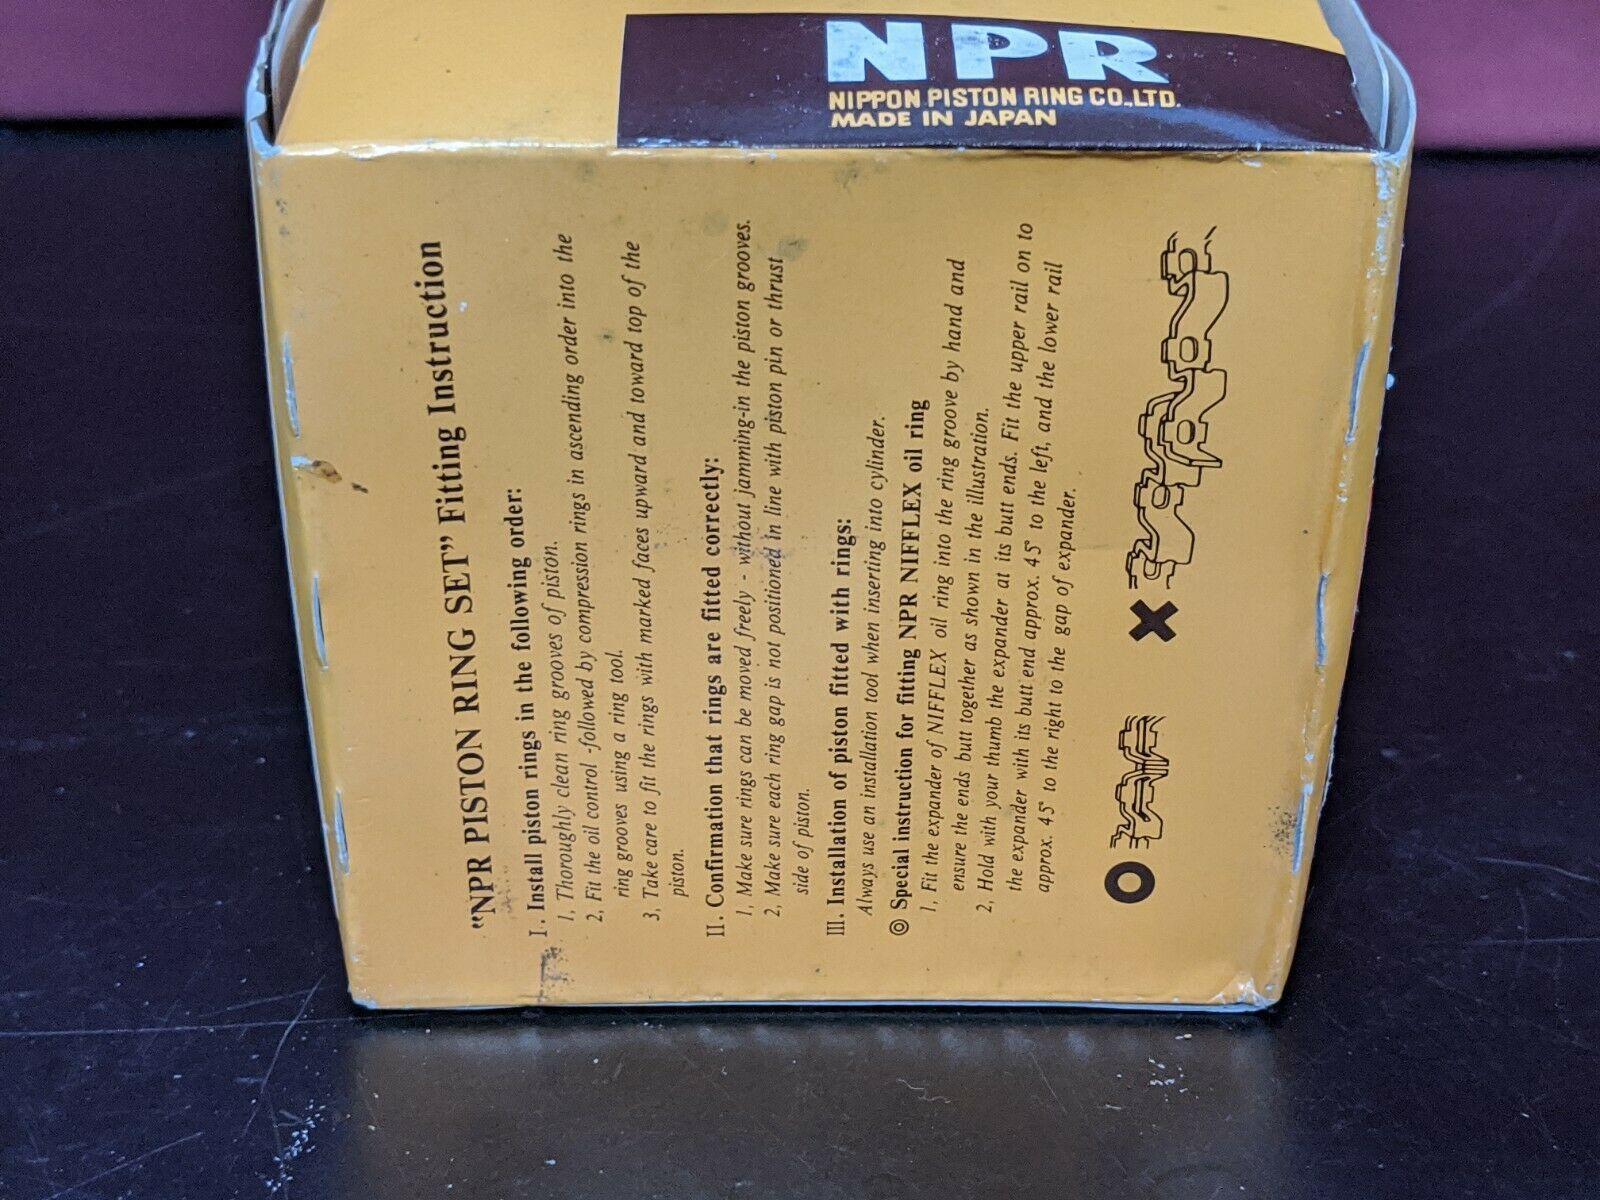 NPR
NIPPON PISTON RING CO.,LTD.
MADE IN JAPAN
"NPR PISTON RING SET" Fitting Instruction
I. Install piston rings in the following order:
1, Thoroughly clean ring grooves of piston.
2, Fit the oil control -followed by compression rings in ascending order into the
ring grooves using a ring tool.
3, Take care to fit the rings with marked faces upward and toward top of the
piston.
II. Confirmation that rings are fitted correctly:
1, Make sure rings can be moved freely - without jamming-in the piston grooves.
2, Make sure each ring gap is not positioned in line with piston pin or thrust
side of piston.
III. Installation of piston fitted with rings:
Always use an installation tool when inserting into cylinder.
◎ Special instruction for fitting NPR NIFFLEX oil ring
1, Fit the expander of NIFFLEX oil ring into the ring groove by hand and
ensure the ends butt together as shown in the illustration.
2, Hold with your thumb the expander at its butt ends. Fit the upper rail on to
the expander with its butt end approx. 45° to the left, and the lower rail
approx. 45° to the right to the gap of expander.